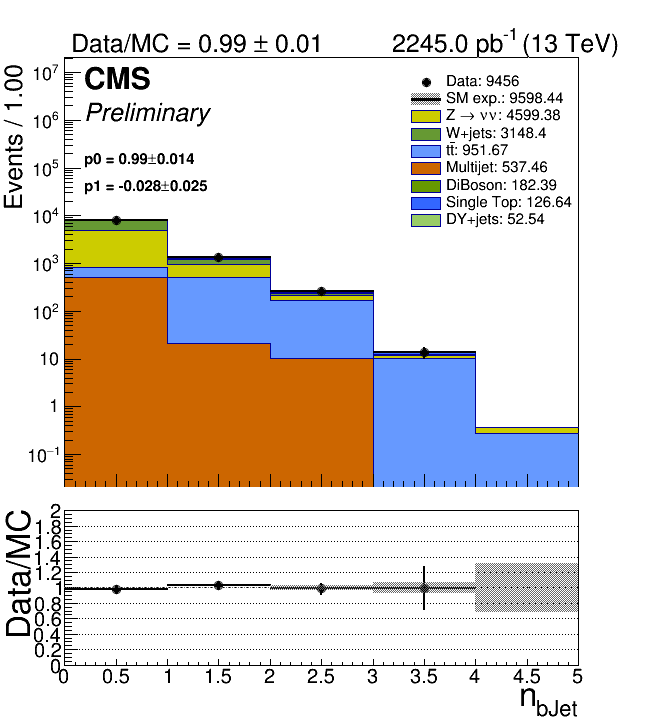 Data/MC = 0.99 ± 0.01
2245.0 pb⁻¹ (13 TeV)
Events / 1.00
10⁷
10⁶
10⁵
10⁴
10³
10²
10
1
10⁻¹
CMS
Preliminary
p0 = 0.99±0.014
p1 = -0.028±0.025
Data: 9456
SM exp.: 9598.44
Z → νν: 4599.38
W+jets: 3148.4
tt̄: 951.67
Multijet: 537.46
DiBoson: 182.39
Single Top: 126.64
DY+jets: 52.54
Data/MC
2
1.8
1.6
1.4
1.2
1
0.8
0.6
0.4
0.2
0
0 0.5 1 1.5 2 2.5 3 3.5 4 4.5 5
n_bJet